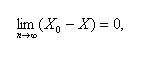 lim (X₀ − X) = 0,
n→∞